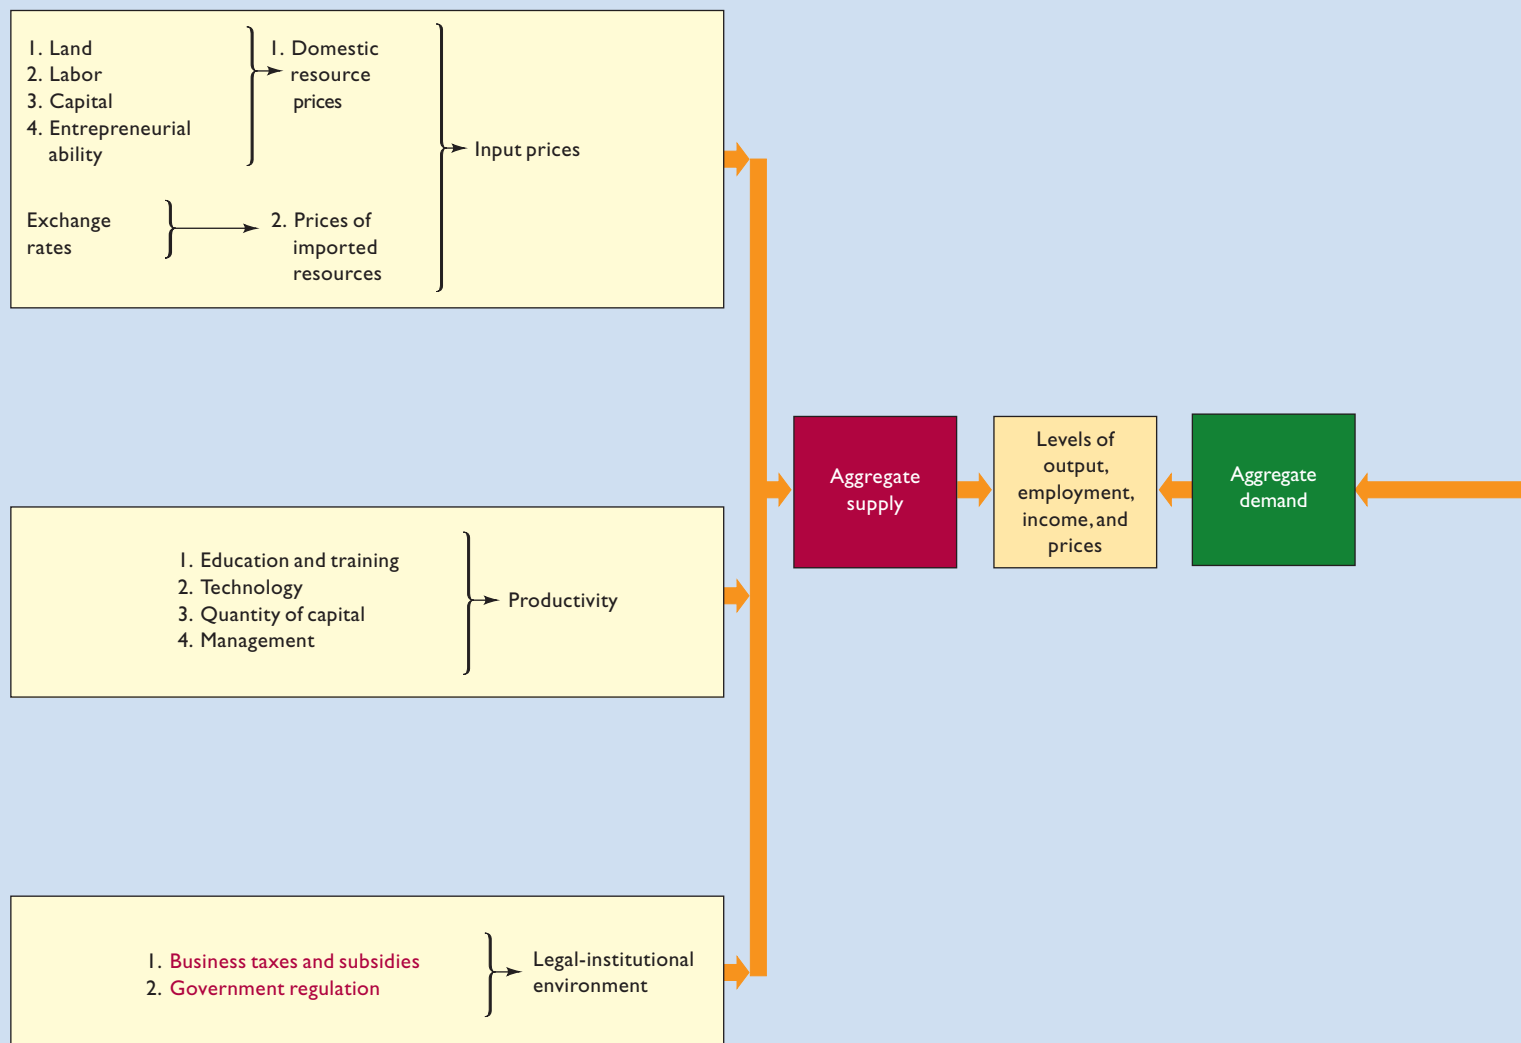 1. Land
2. Labor
3. Capital
4. Entrepreneurial
ability
1. Domestic
resource
prices
Exchange
rates
2. Prices of
imported
resources
Input prices
1. Education and training
2. Technology
3. Quantity of capital
4. Management
Productivity
1. Business taxes and subsidies
2. Government regulation
Legal-institutional
environment
Aggregate
supply
Levels of
output,
employment,
income, and
prices
Aggregate
demand